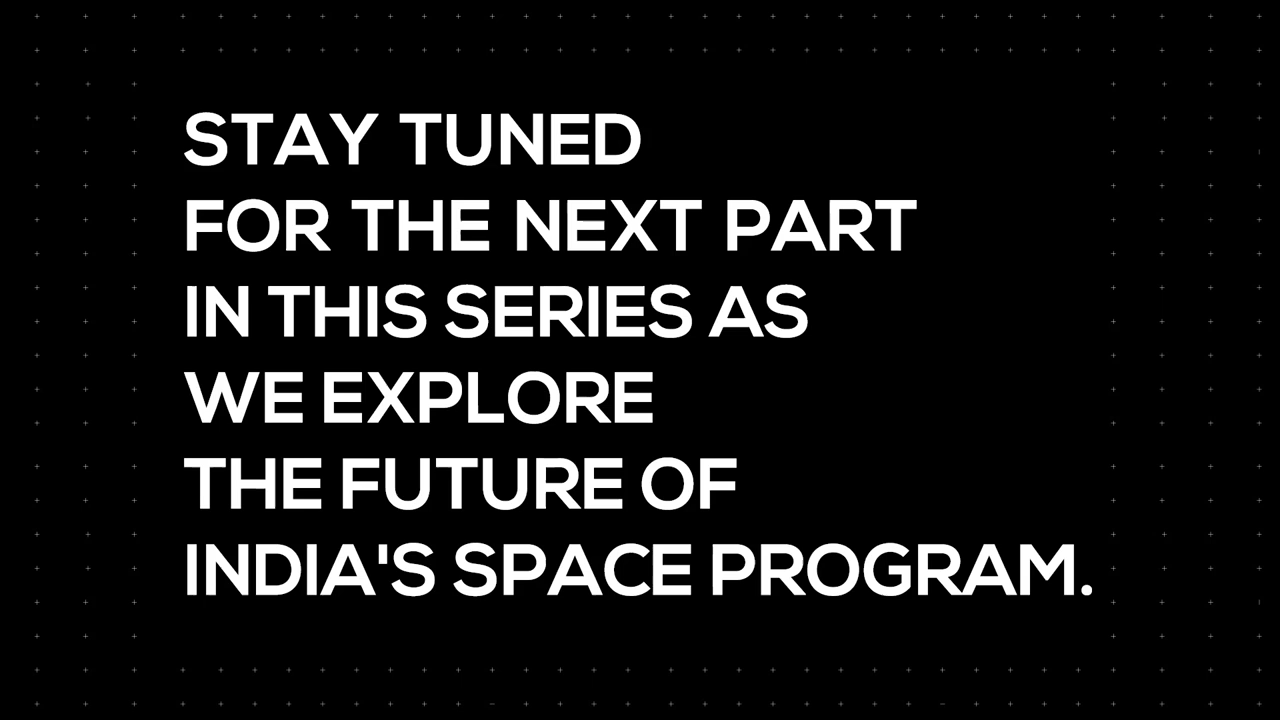 STAY TUNED
FOR THE NEXT PART
IN THIS SERIES AS
WE EXPLORE
THE FUTURE OF
INDIA'S SPACE PROGRAM.